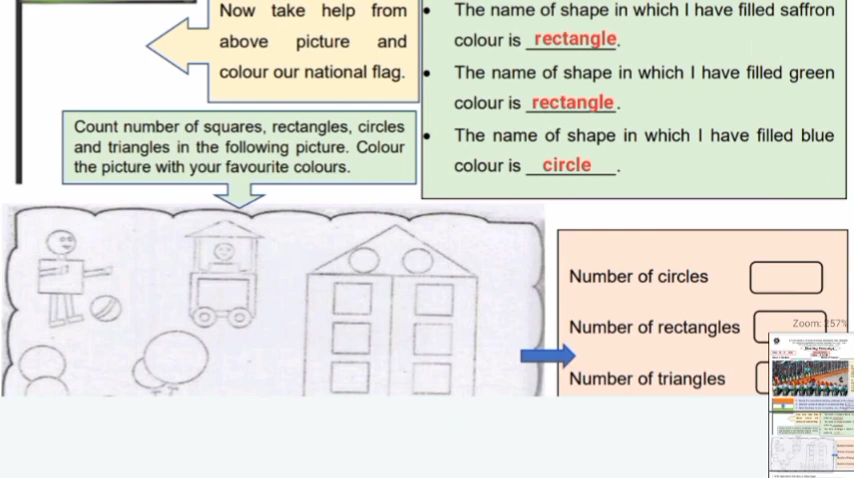 Now take help from
above picture and
colour our national flag.
• The name of shape in which I have filled saffron
colour is rectangle.
• The name of shape in which I have filled green
colour is rectangle.
• The name of shape in which I have filled blue
colour is circle.
Count number of squares, rectangles, circles
and triangles in the following picture. Colour
the picture with your favourite colours.
Number of circles
Number of rectangles
Number of triangles
Zoom: 257%